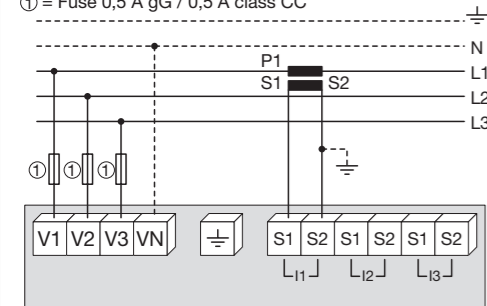 ① = Fuse 0,5 A gG / 0,5 A class CC
N
P1
L1
S1 S2
L2
L3
① ① ①
V1 V2 V3 VN S1 S2 S1 S2 S1 S2
I1 I2 I3